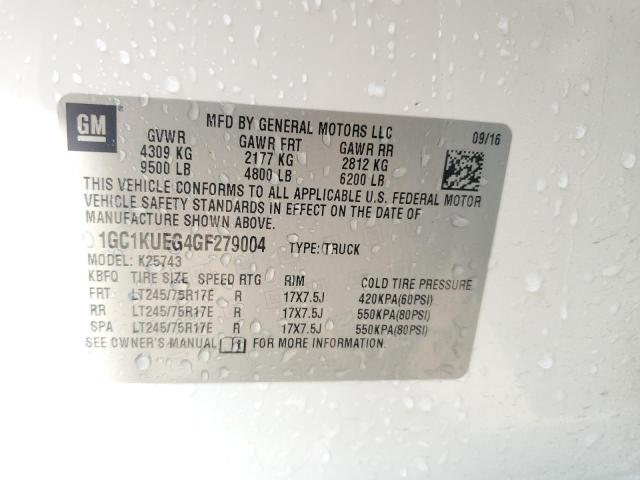 GM
MFD BY GENERAL MOTORS LLC
09/16
GVWR GAWR FRT GAWR RR
4309 KG 2177 KG 2812 KG
9500 LB 4800 LB 6200 LB
THIS VEHICLE CONFORMS TO ALL APPLICABLE U.S. FEDERAL MOTOR
VEHICLE SAFETY STANDARDS IN EFFECT ON THE DATE OF
MANUFACTURE SHOWN ABOVE.
1GC1KUEG4GF279004 TYPE: TRUCK
MODEL: K25743
KBFQ TIRE SIZE SPEED RTG RIM COLD TIRE PRESSURE
FRT LT245/75R17E R 17X7.5J 420KPA(60PSI)
RR LT245/75R17E R 17X7.5J 550KPA(80PSI)
SPA LT245/75R17E R 17X7.5J 550KPA(80PSI)
SEE OWNER'S MANUAL FOR MORE INFORMATION.